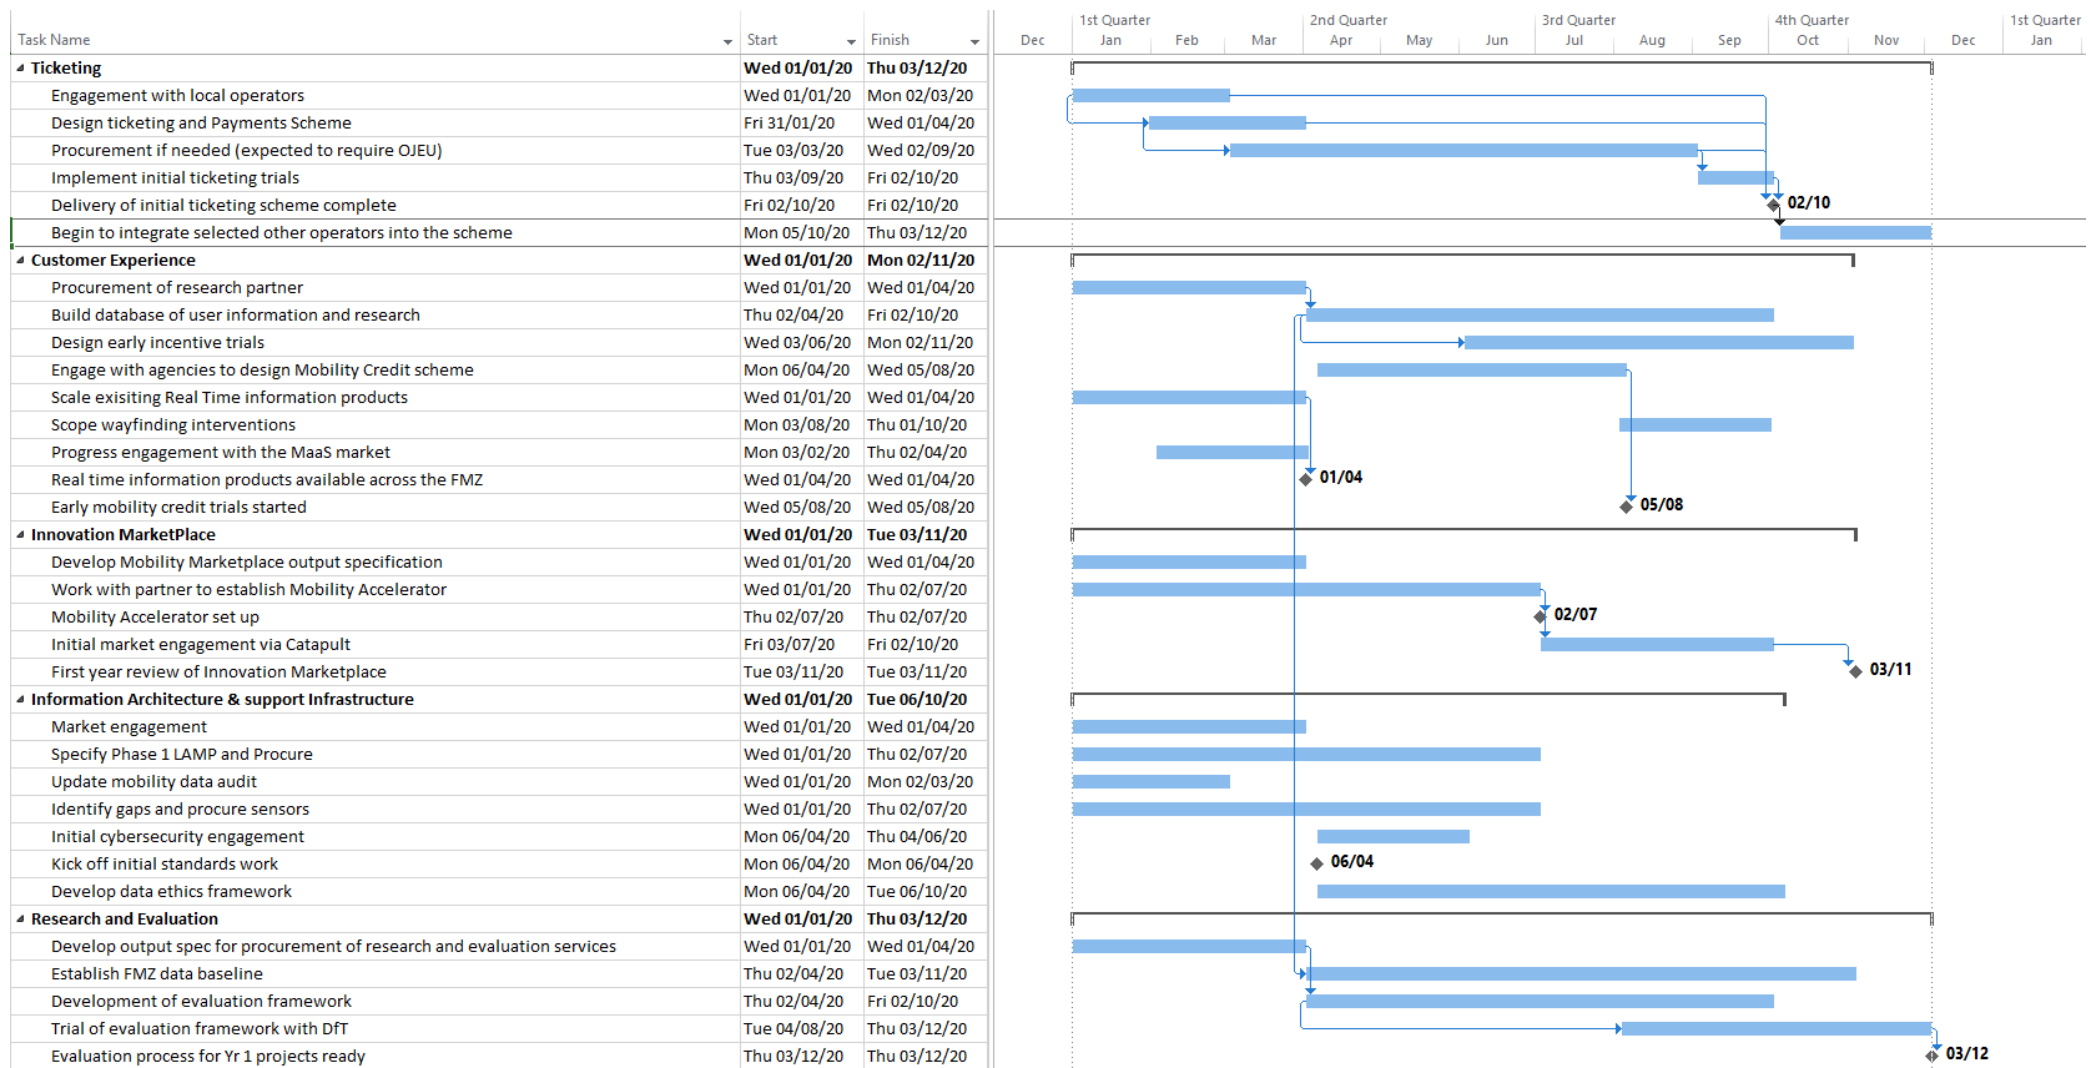 1st Quarter 2nd Quarter 3rd Quarter 4th Quarter 1st Quarter
Task Name Start Finish Dec Jan Feb Mar Apr May Jun Jul Aug Sep Oct Nov Dec Jan
Ticketing Wed 01/01/20 Thu 03/12/20
Engagement with local operators Wed 01/01/20 Mon 02/03/20
Design ticketing and Payments Scheme Fri 31/01/20 Wed 01/04/20
Procurement if needed (expected to require OJEU) Tue 03/03/20 Wed 02/09/20
Implement initial ticketing trials Thu 03/09/20 Fri 02/10/20
Delivery of initial ticketing scheme complete Fri 02/10/20 Fri 02/10/20 02/10
Begin to integrate selected other operators into the scheme Mon 05/10/20 Thu 03/12/20
Customer Experience Wed 01/01/20 Mon 02/11/20
Procurement of research partner Wed 01/01/20 Wed 01/04/20
Build database of user information and research Thu 02/04/20 Fri 02/10/20
Design early incentive trials Wed 03/06/20 Mon 02/11/20
Engage with agencies to design Mobility Credit scheme Mon 06/04/20 Wed 05/08/20
Scale exisiting Real Time information products Wed 01/01/20 Wed 01/04/20
Scope wayfinding interventions Mon 03/08/20 Thu 01/10/20
Progress engagement with the MaaS market Mon 03/02/20 Thu 02/04/20
Real time information products available across the FMZ Wed 01/04/20 Wed 01/04/20 01/04
Early mobility credit trials started Wed 05/08/20 Wed 05/08/20 05/08
Innovation MarketPlace Wed 01/01/20 Tue 03/11/20
Develop Mobility Marketplace output specification Wed 01/01/20 Wed 01/04/20
Work with partner to establish Mobility Accelerator Wed 01/01/20 Thu 02/07/20
Mobility Accelerator set up Thu 02/07/20 Thu 02/07/20 02/07
Initial market engagement via Catapult Fri 03/07/20 Fri 02/10/20
First year review of Innovation Marketplace Tue 03/11/20 Tue 03/11/20 03/11
Information Architecture & support Infrastructure Wed 01/01/20 Tue 06/10/20
Market engagement Wed 01/01/20 Wed 01/04/20
Specify Phase 1 LAMP and Procure Wed 01/01/20 Thu 02/07/20
Update mobility data audit Wed 01/01/20 Mon 02/03/20
Identify gaps and procure sensors Wed 01/01/20 Thu 02/07/20
Initial cybersecurity engagement Mon 06/04/20 Thu 04/06/20
Kick off initial standards work Mon 06/04/20 Mon 06/04/20 06/04
Develop data ethics framework Mon 06/04/20 Tue 06/10/20
Research and Evaluation Wed 01/01/20 Thu 03/12/20
Develop output spec for procurement of research and evaluation services Wed 01/01/20 Wed 01/04/20
Establish FMZ data baseline Thu 02/04/20 Tue 03/11/20
Development of evaluation framework Thu 02/04/20 Fri 02/10/20
Trial of evaluation framework with DfT Tue 04/08/20 Thu 03/12/20
Evaluation process for Yr 1 projects ready Thu 03/12/20 Thu 03/12/20 03/12